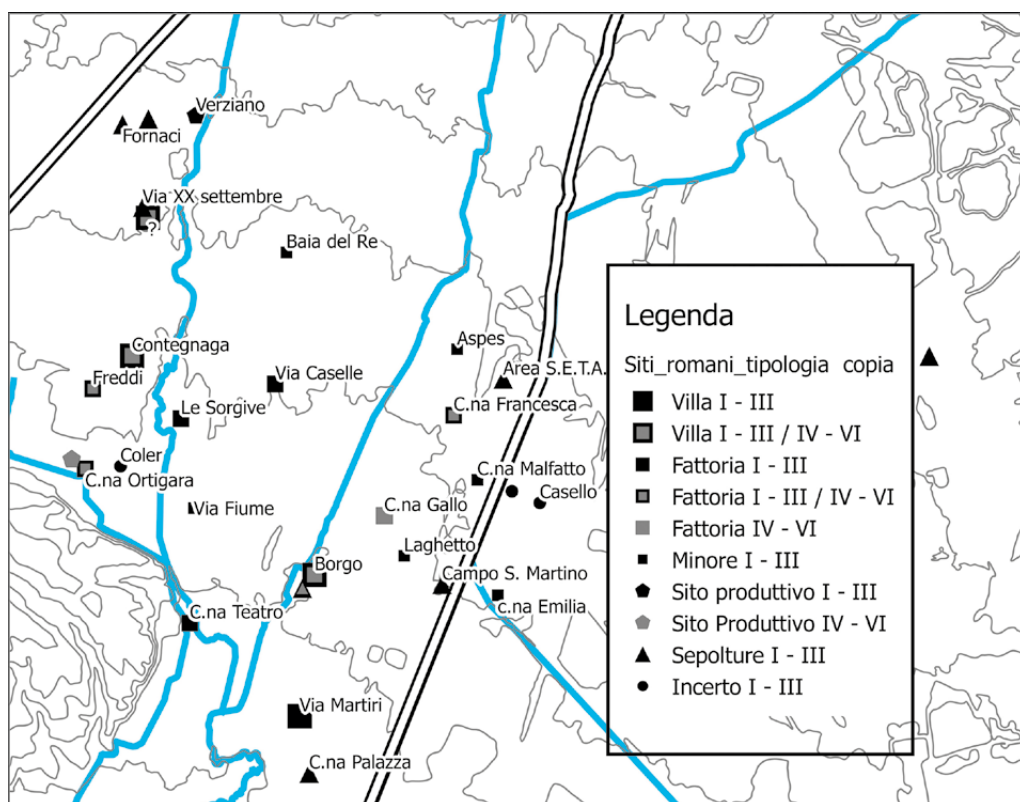 Verziano
Fornaci
Via XX settembre
?
Baia del Re
Contegnaga
Freddi
Via Caselle
Le Sorgive
Aspes
Area S.E.T.A.
C.na Francesca
Coler
C.na Ortigara
C.na Malfatto
Casello
Via Fiume
C.na Gallo
Laghetto
Borgo
Campo S. Martino
C.na Teatro
c.na Emilia
Via Martiri
C.na Palazza
Legenda
Siti_romani_tipologia copia
Villa I - III
Villa I - III / IV - VI
Fattoria I - III
Fattoria I - III / IV - VI
Fattoria IV - VI
Minore I - III
Sito produttivo I - III
Sito Produttivo IV - VI
Sepolture I - III
Incerto I - III